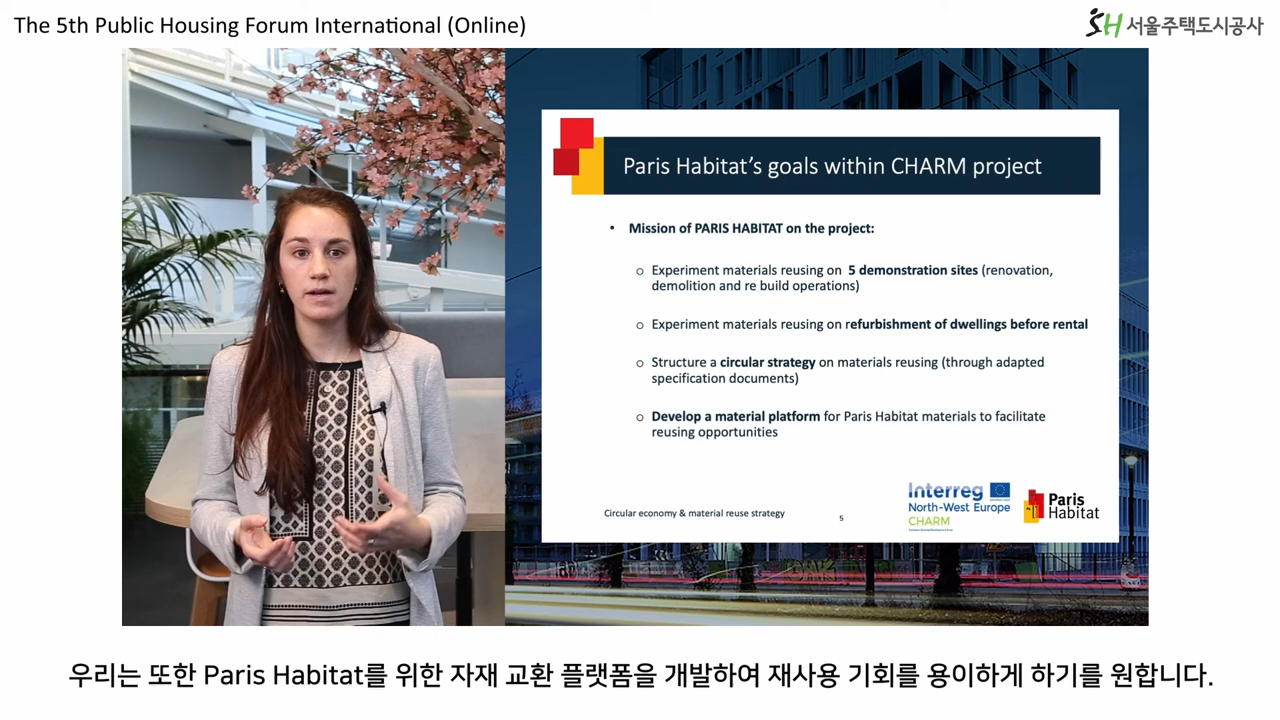 The 5th Public Housing Forum International (Online)
SH 서울주택도시공사
Paris Habitat's goals within CHARM project
• Mission of PARIS HABITAT on the project:
o Experiment materials reusing on 5 demonstration sites (renovation,
demolition and re build operations)
o Experiment materials reusing on refurbishment of dwellings before rental
o Structure a circular strategy on materials reusing (through adapted
specification documents)
o Develop a material platform for Paris Habitat materials to facilitate
reusing opportunities
Circular economy & material reuse strategy
5
Interreg
North-West Europe
CHARM
Paris
Habitat
우리는 또한 Paris Habitat를 위한 자재 교환 플랫폼을 개발하여 재사용 기회를 용이하게 하기를 원합니다.